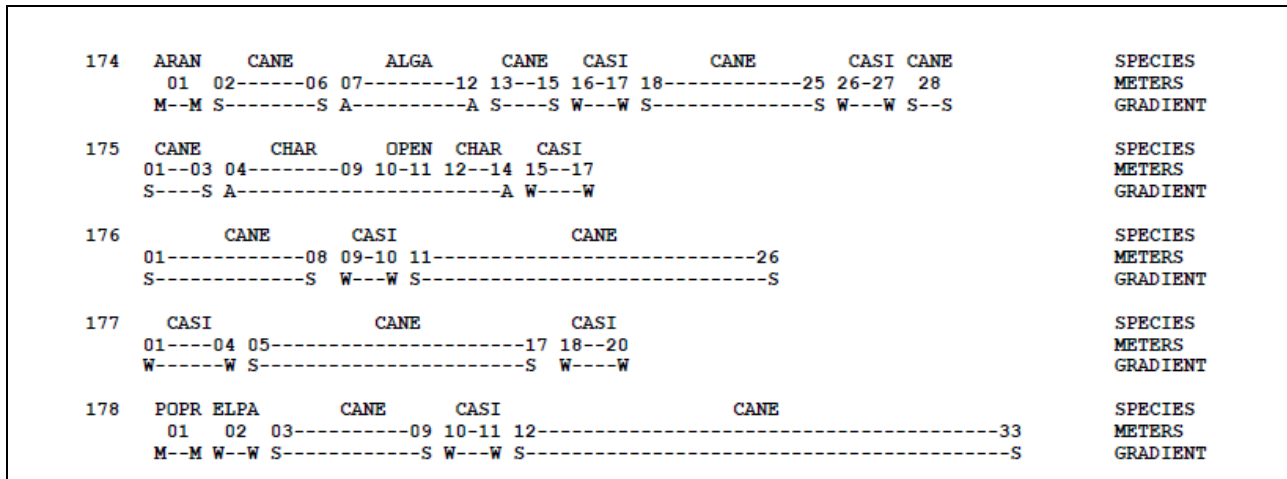 174 ARAN CANE ALGA CANE CASI CANE CASI CANE SPECIES
01 02------06 07--------12 13--15 16-17 18------------25 26-27 28 METERS
M--M S--------S A----------A S----S W---W S--------------S W---W S--S GRADIENT
175 CANE CHAR OPEN CHAR CASI SPECIES
01--03 04--------09 10-11 12--14 15--17 METERS
S----S A-----------------------A W----W GRADIENT
176 CANE CASI CANE SPECIES
01------------08 09-10 11----------------------------26 METERS
S-------------S W---W S------------------------------S GRADIENT
177 CASI CANE CASI SPECIES
01----04 05----------------------17 18--20 METERS
W------W S-----------------------S W----W GRADIENT
178 POPR ELPA CANE CASI CANE SPECIES
01 02 03----------09 10-11 12----------------------------------------33 METERS
M--M W--W S------------S W---W S------------------------------------------S GRADIENT